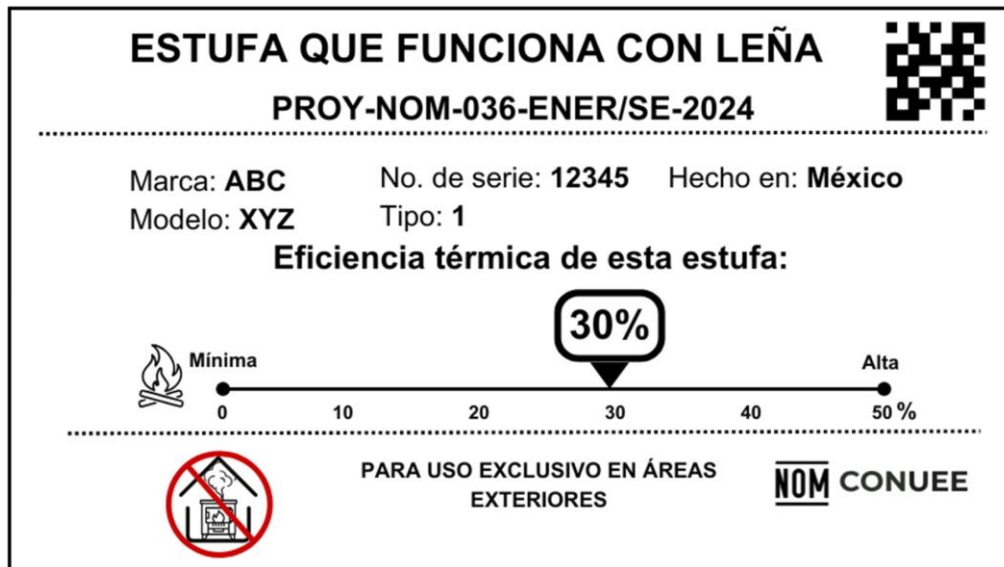 ESTUFA QUE FUNCIONA CON LEÑA
PROY-NOM-036-ENER/SE-2024
Marca: ABC No. de serie: 12345 Hecho en: México
Modelo: XYZ Tipo: 1
Eficiencia térmica de esta estufa:
30%
Mínima Alta
0 10 20 30 40 50 %
PARA USO EXCLUSIVO EN ÁREAS
EXTERIORES
NOM CONUEE